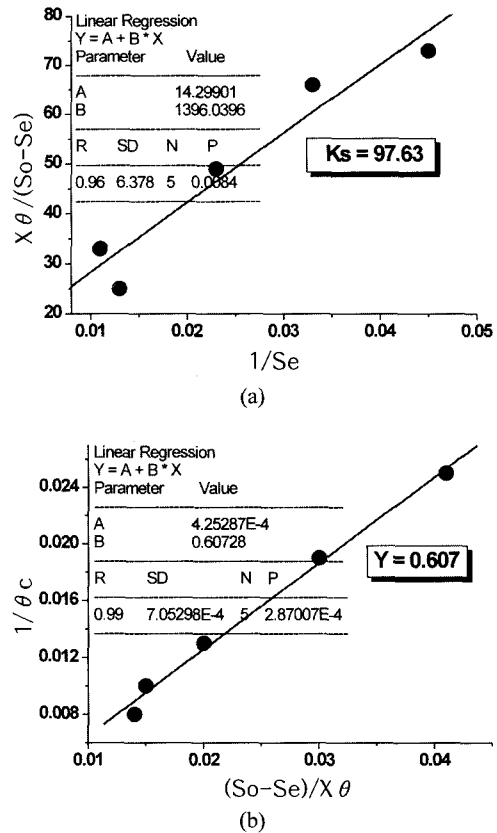 80
70
60
50
40
30
20
Xθ/(So-Se)
Linear Regression
Y = A + B * X
Parameter Value
A 14.29901
B 1396.0396
R SD N P
0.96 6.378 5 0.0084
Ks = 97.63
0.01 0.02 0.03 0.04 0.05
1/Se
(a)
0.024
0.020
0.016
0.012
0.008
1/θc
Linear Regression
Y = A + B * X
Parameter Value
A 4.25287E-4
B 0.60728
R SD N P
0.99 7.05298E-4 5 2.87007E-4
Y = 0.607
0.01 0.02 0.03 0.04
(So-Se)/Xθ
(b)